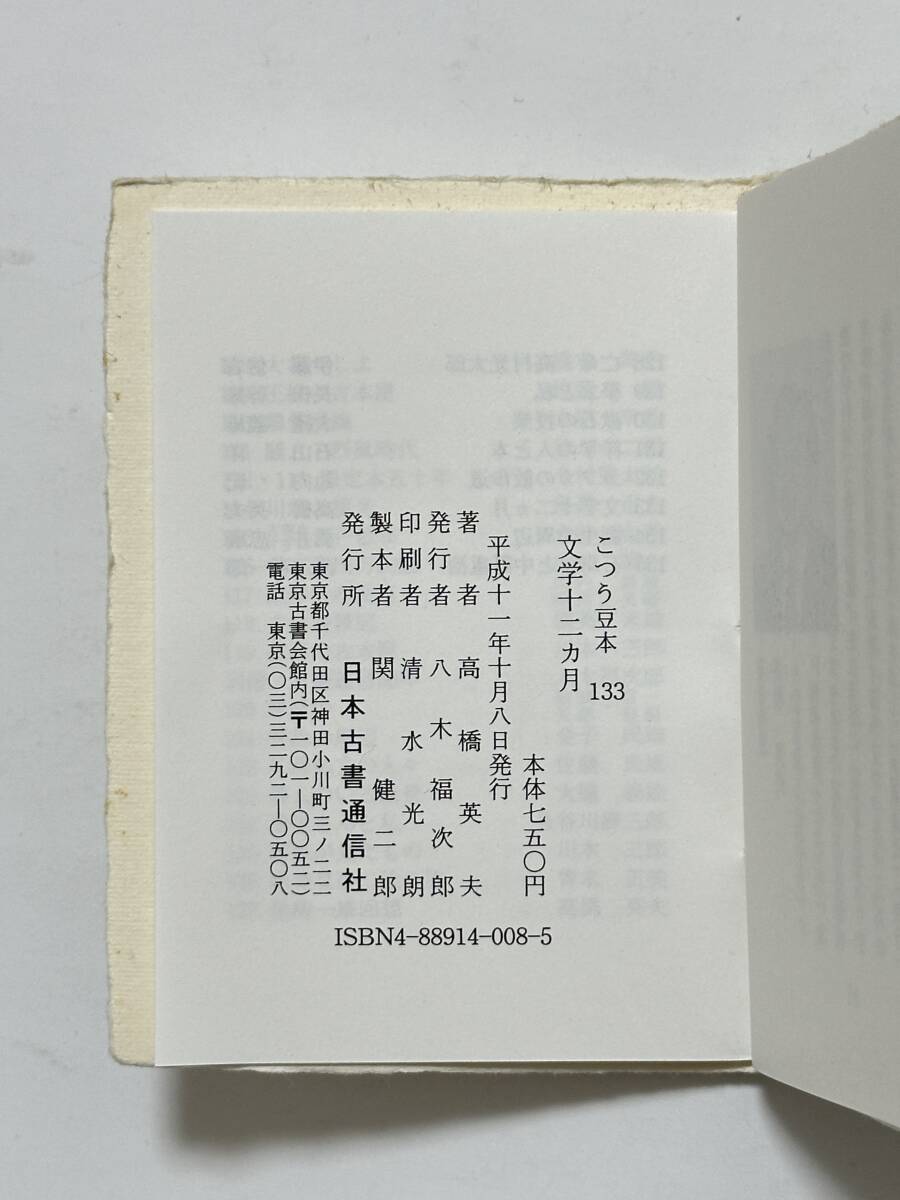 こつう豆本 133
文学十二カ月
本体七五〇円
平成十一年十月八日発行
著者 高橋英夫
発行者 八木福次郎
印刷者 清水光朗
製本者 関健二郎
発行所 日本古書通信社
東京都千代田区神田小川町三ノ二二
東京古書会館内(〒一〇一―〇〇五二)
電話 東京(〇三)三二九二―〇五〇八
ISBN4-88914-008-5